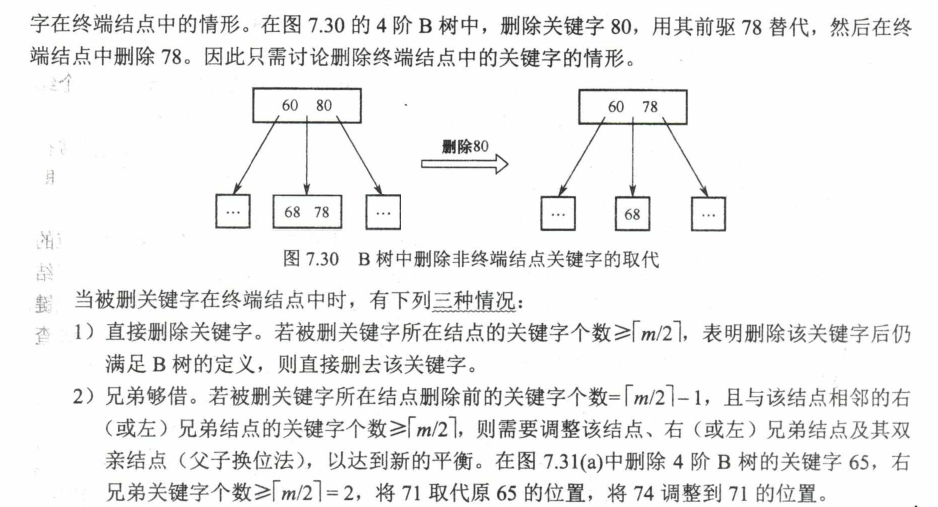 字在终端结点中的情形。在图 7.30 的 4 阶 B 树中，删除关键字 80，用其前驱 78 替代，然后在终
端结点中删除 78。因此只需讨论删除终端结点中的关键字的情形。
60 80
60 78
删除80
… 68 78 …
… 68 …
图 7.30 B 树中删除非终端结点关键字的取代
当被删关键字在终端结点中时，有下列三种情况：
1）直接删除关键字。若被删关键字所在结点的关键字个数≥⌈m/2⌉，表明删除该关键字后仍
满足 B 树的定义，则直接删去该关键字。
2）兄弟够借。若被删关键字所在结点删除前的关键字个数=⌈m/2⌉−1，且与该结点相邻的右
（或左）兄弟结点的关键字个数≥⌈m/2⌉，则需要调整该结点、右（或左）兄弟结点及其双
亲结点（父子换位法），以达到新的平衡。在图 7.31(a)中删除 4 阶 B 树的关键字 65，右
兄弟关键字个数≥⌈m/2⌉= 2，将 71 取代原 65 的位置，将 74 调整到 71 的位置。